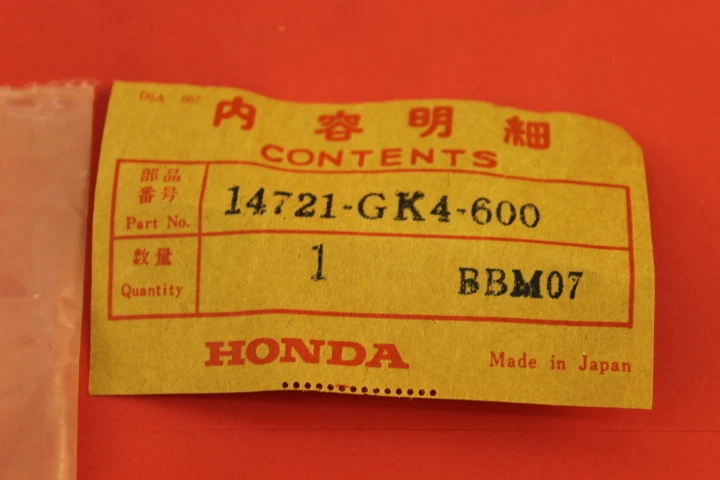 DSA 007
内容明細
CONTENTS
部品
番号
Part No.
14721-GK4-600
数量
Quantity
1 BBM07
HONDA
Made in Japan